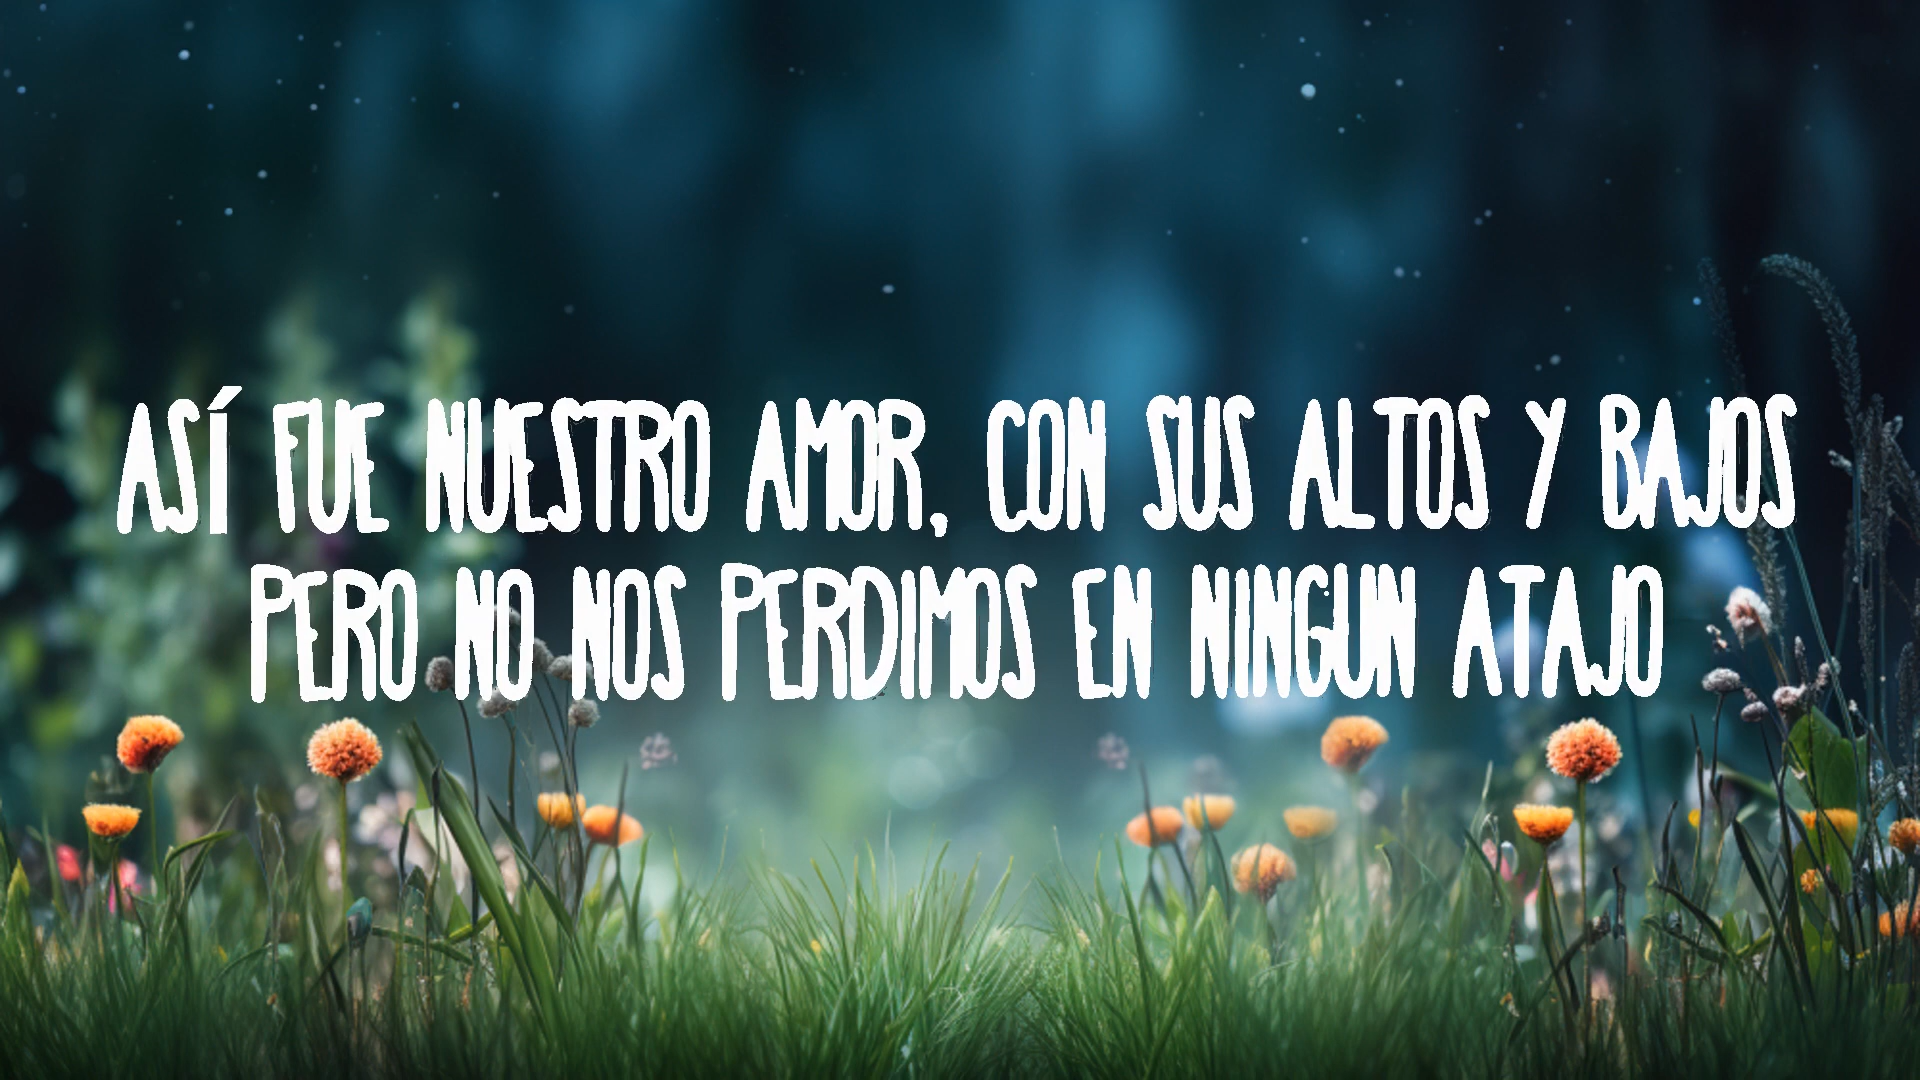 ASÍ FUE NUESTRO AMOR, CON SUS ALTOS Y BAJOS
PERO NO NOS PERDIMOS EN NINGUN ATAJO